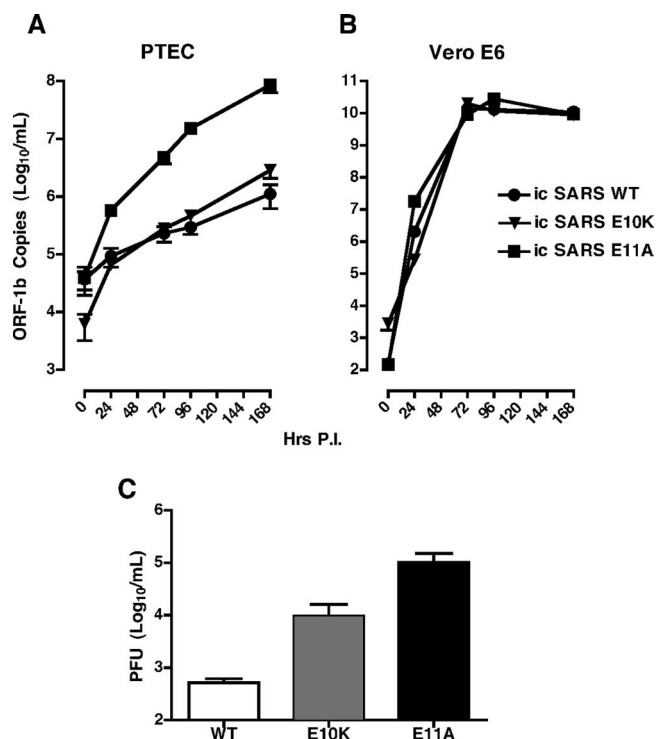 A
PTEC
ORF-1b Copies (Log10/mL)
8
7
6
5
4
3
0 24 48 72 96 120 144 168
B
Vero E6
11
10
9
8
7
6
5
4
3
2
0 24 48 72 96 120 144 168
ic SARS WT
ic SARS E10K
ic SARS E11A
Hrs P.I.
C
PFU (Log10/mL)
6
5
4
3
2
WT E10K E11A